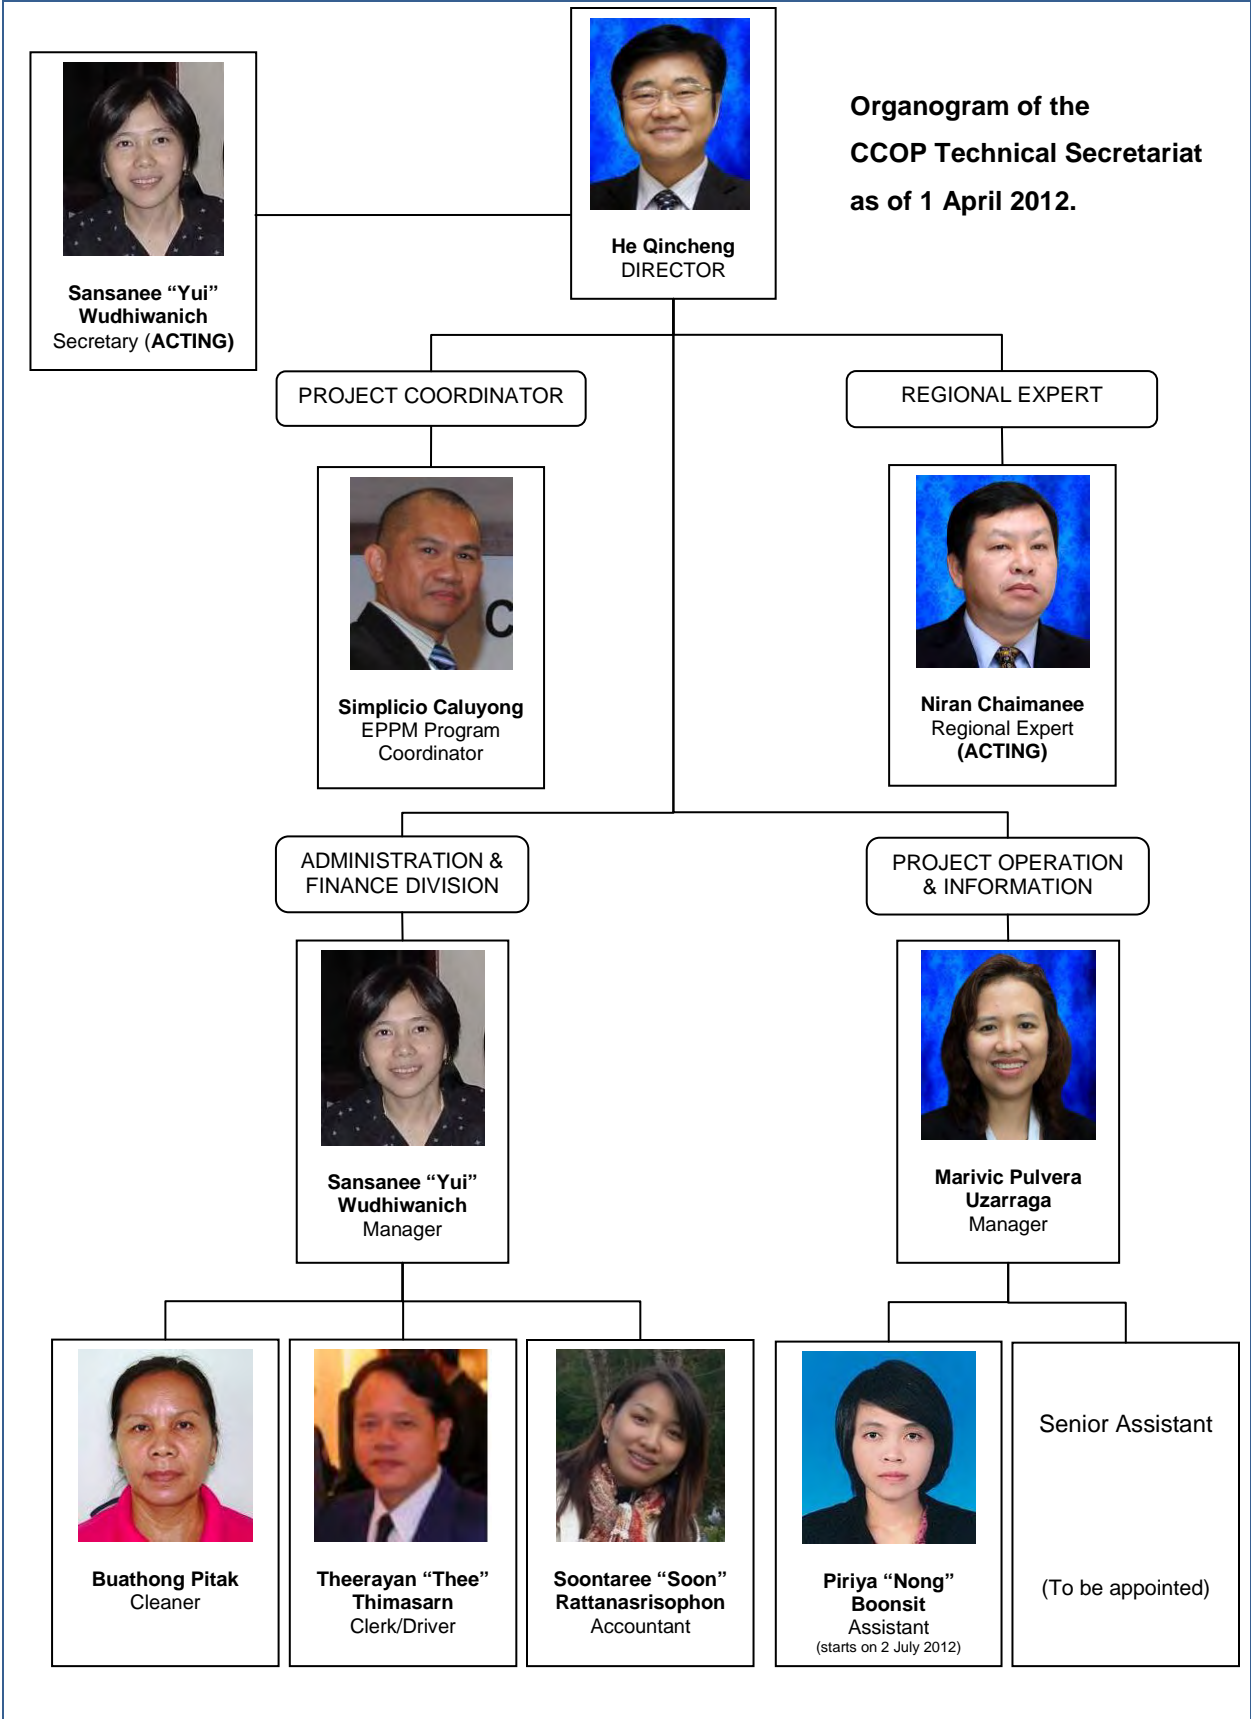 Organogram of the
CCOP Technical Secretariat
as of 1 April 2012.
He Qincheng
DIRECTOR
Sansanee “Yui”
Wudhiwanich
Secretary (ACTING)
PROJECT COORDINATOR
REGIONAL EXPERT
C
Simplicio Caluyong
EPPM Program
Coordinator
Niran Chaimanee
Regional Expert
(ACTING)
ADMINISTRATION &
FINANCE DIVISION
PROJECT OPERATION
& INFORMATION
Sansanee “Yui”
Wudhiwanich
Manager
Marivic Pulvera
Uzarraga
Manager
Buathong Pitak
Cleaner
Theerayan “Thee”
Thimasarn
Clerk/Driver
Soontaree “Soon”
Rattanasrisophon
Accountant
Piriya “Nong”
Boonsit
Assistant
(starts on 2 July 2012)
Senior Assistant
(To be appointed)